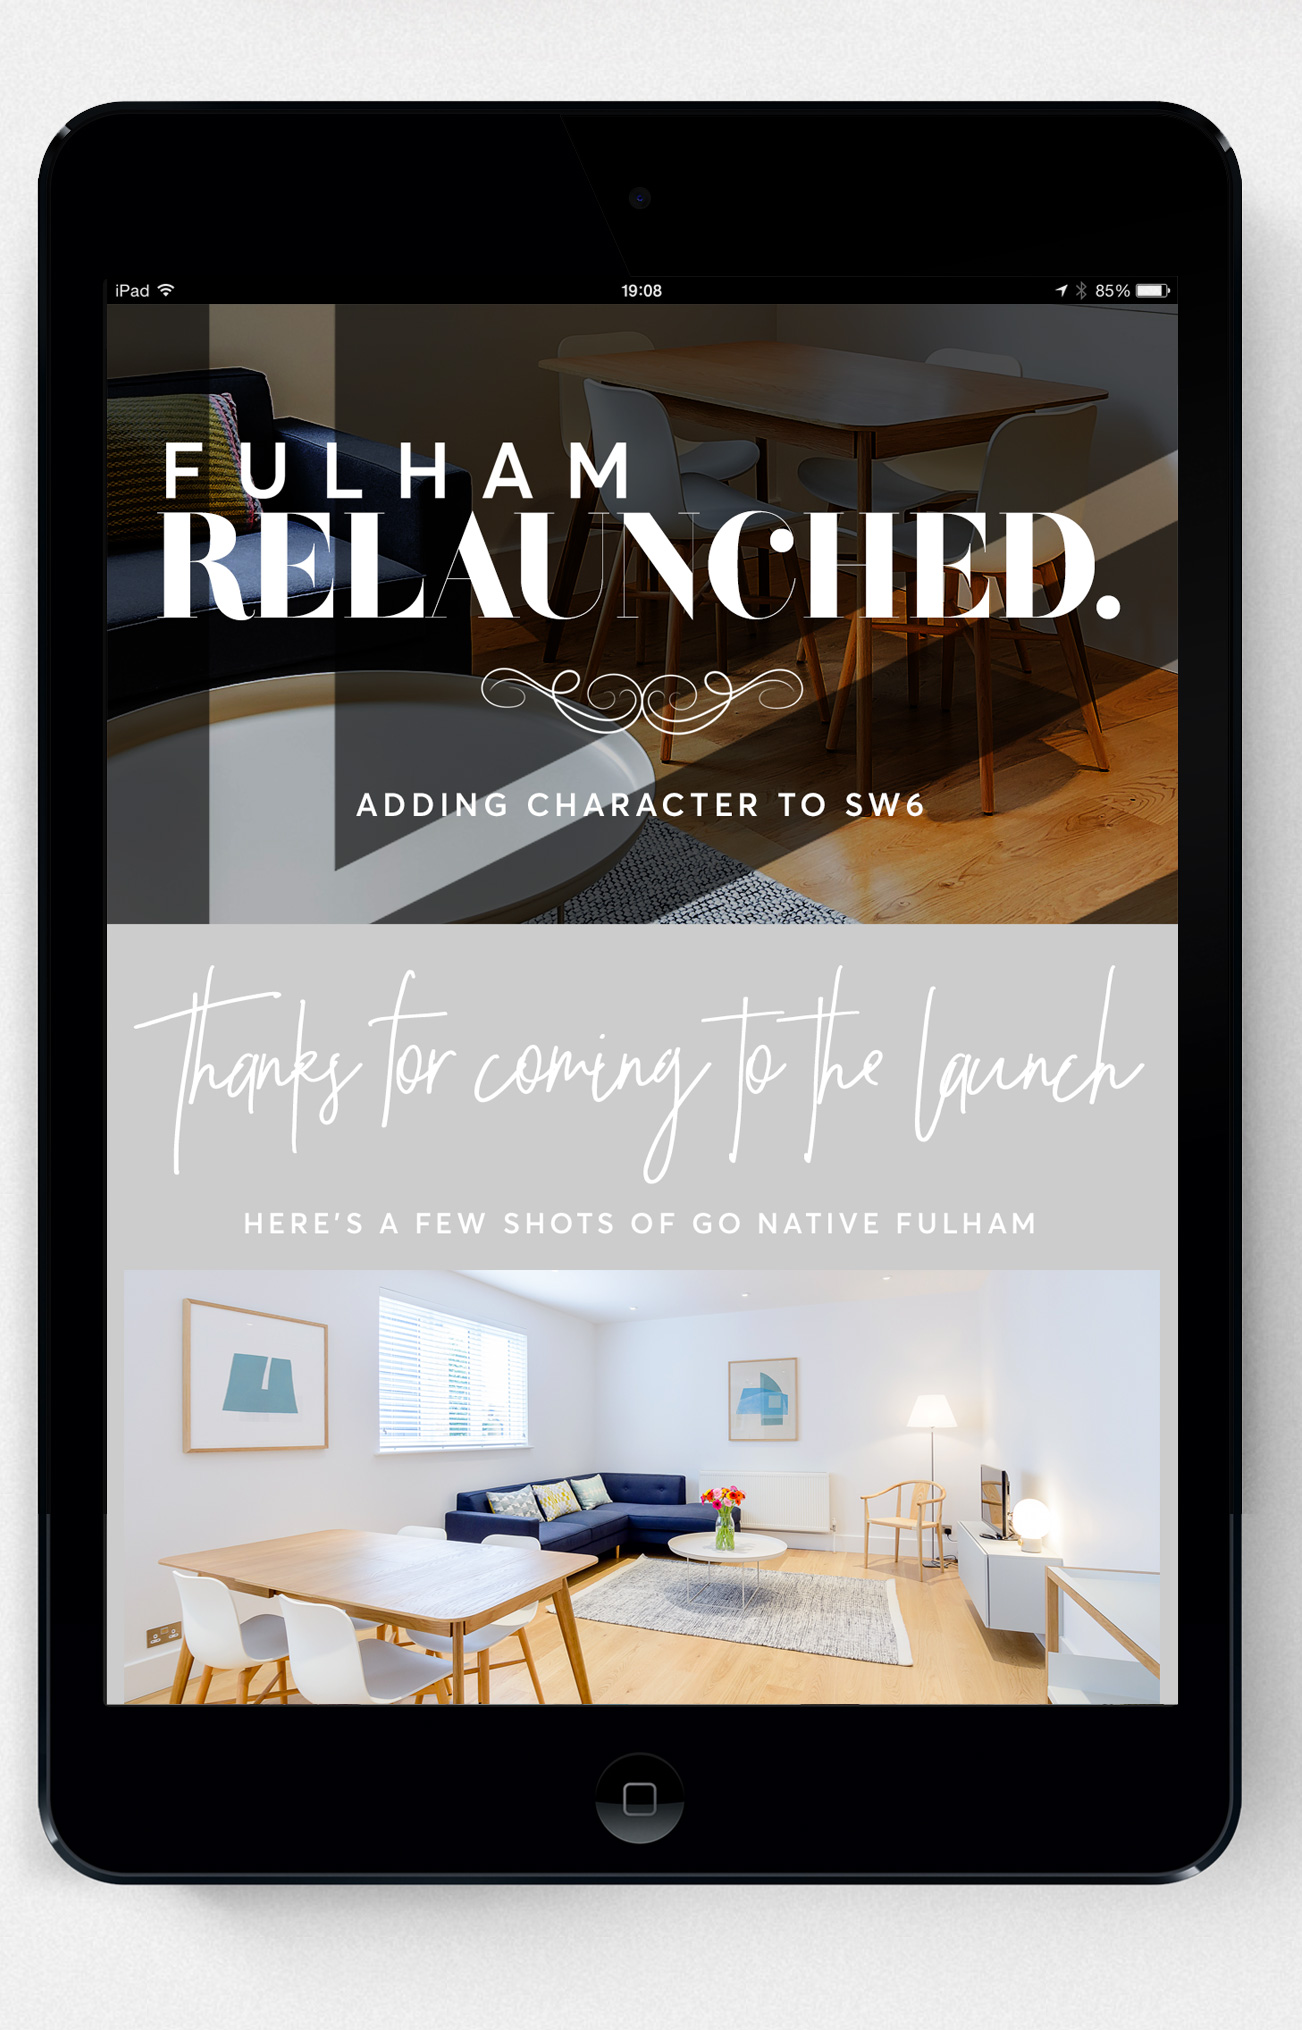 iPad 19:08 85%
FULHAM
RELAUNCHED.
ADDING CHARACTER TO SW6
Thanks for coming to the launch
HERE'S A FEW SHOTS OF GO NATIVE FULHAM